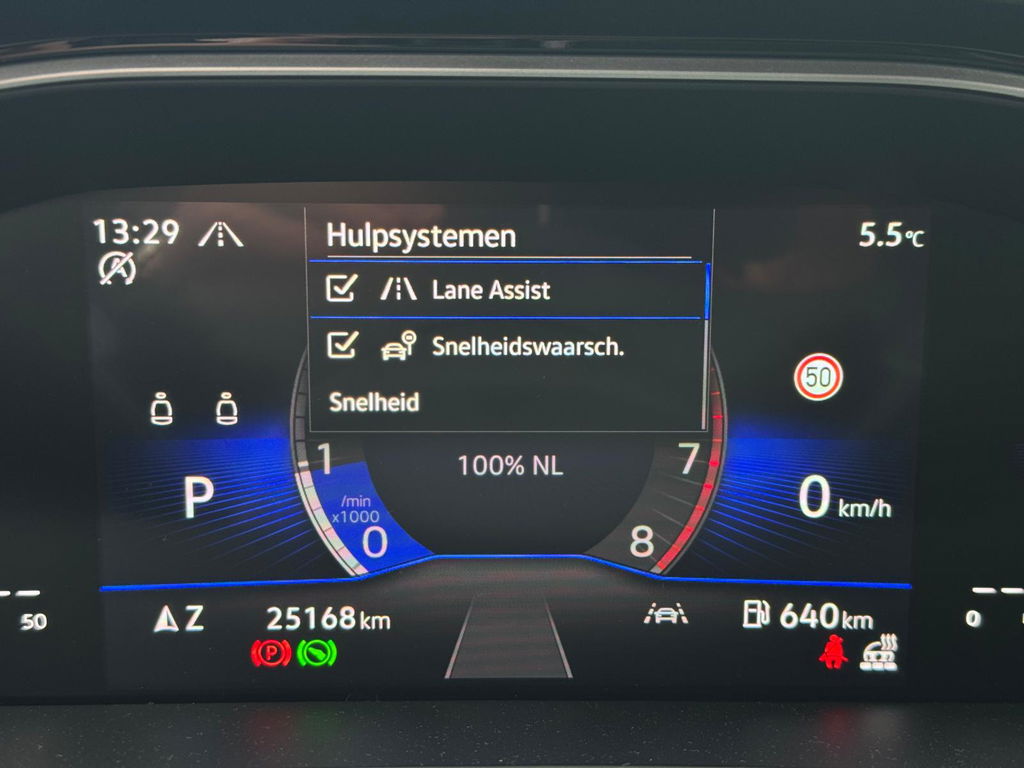 13:29
Hulpsystemen
5.5°C
Lane Assist
Snelheidswaarsch.
50
Snelheid
1
100% NL
7
P
/min
x1000
0
8
0 km/h
50
Z
25168 km
640 km
0
P